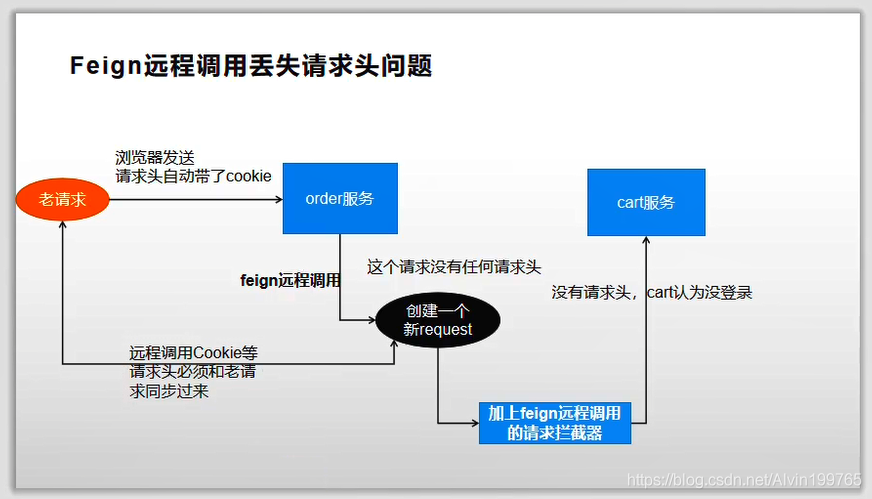 Feign远程调用丢失请求头问题
浏览器发送
请求头自动带了cookie
老请求
order服务
cart服务
feign远程调用
这个请求没有任何请求头
没有请求头，cart认为没登录
创建一个
新request
远程调用Cookie等
请求头必须和老请
求同步过来
加上feign远程调用
的请求拦截器
https://blog.csdn.net/Alvin199765